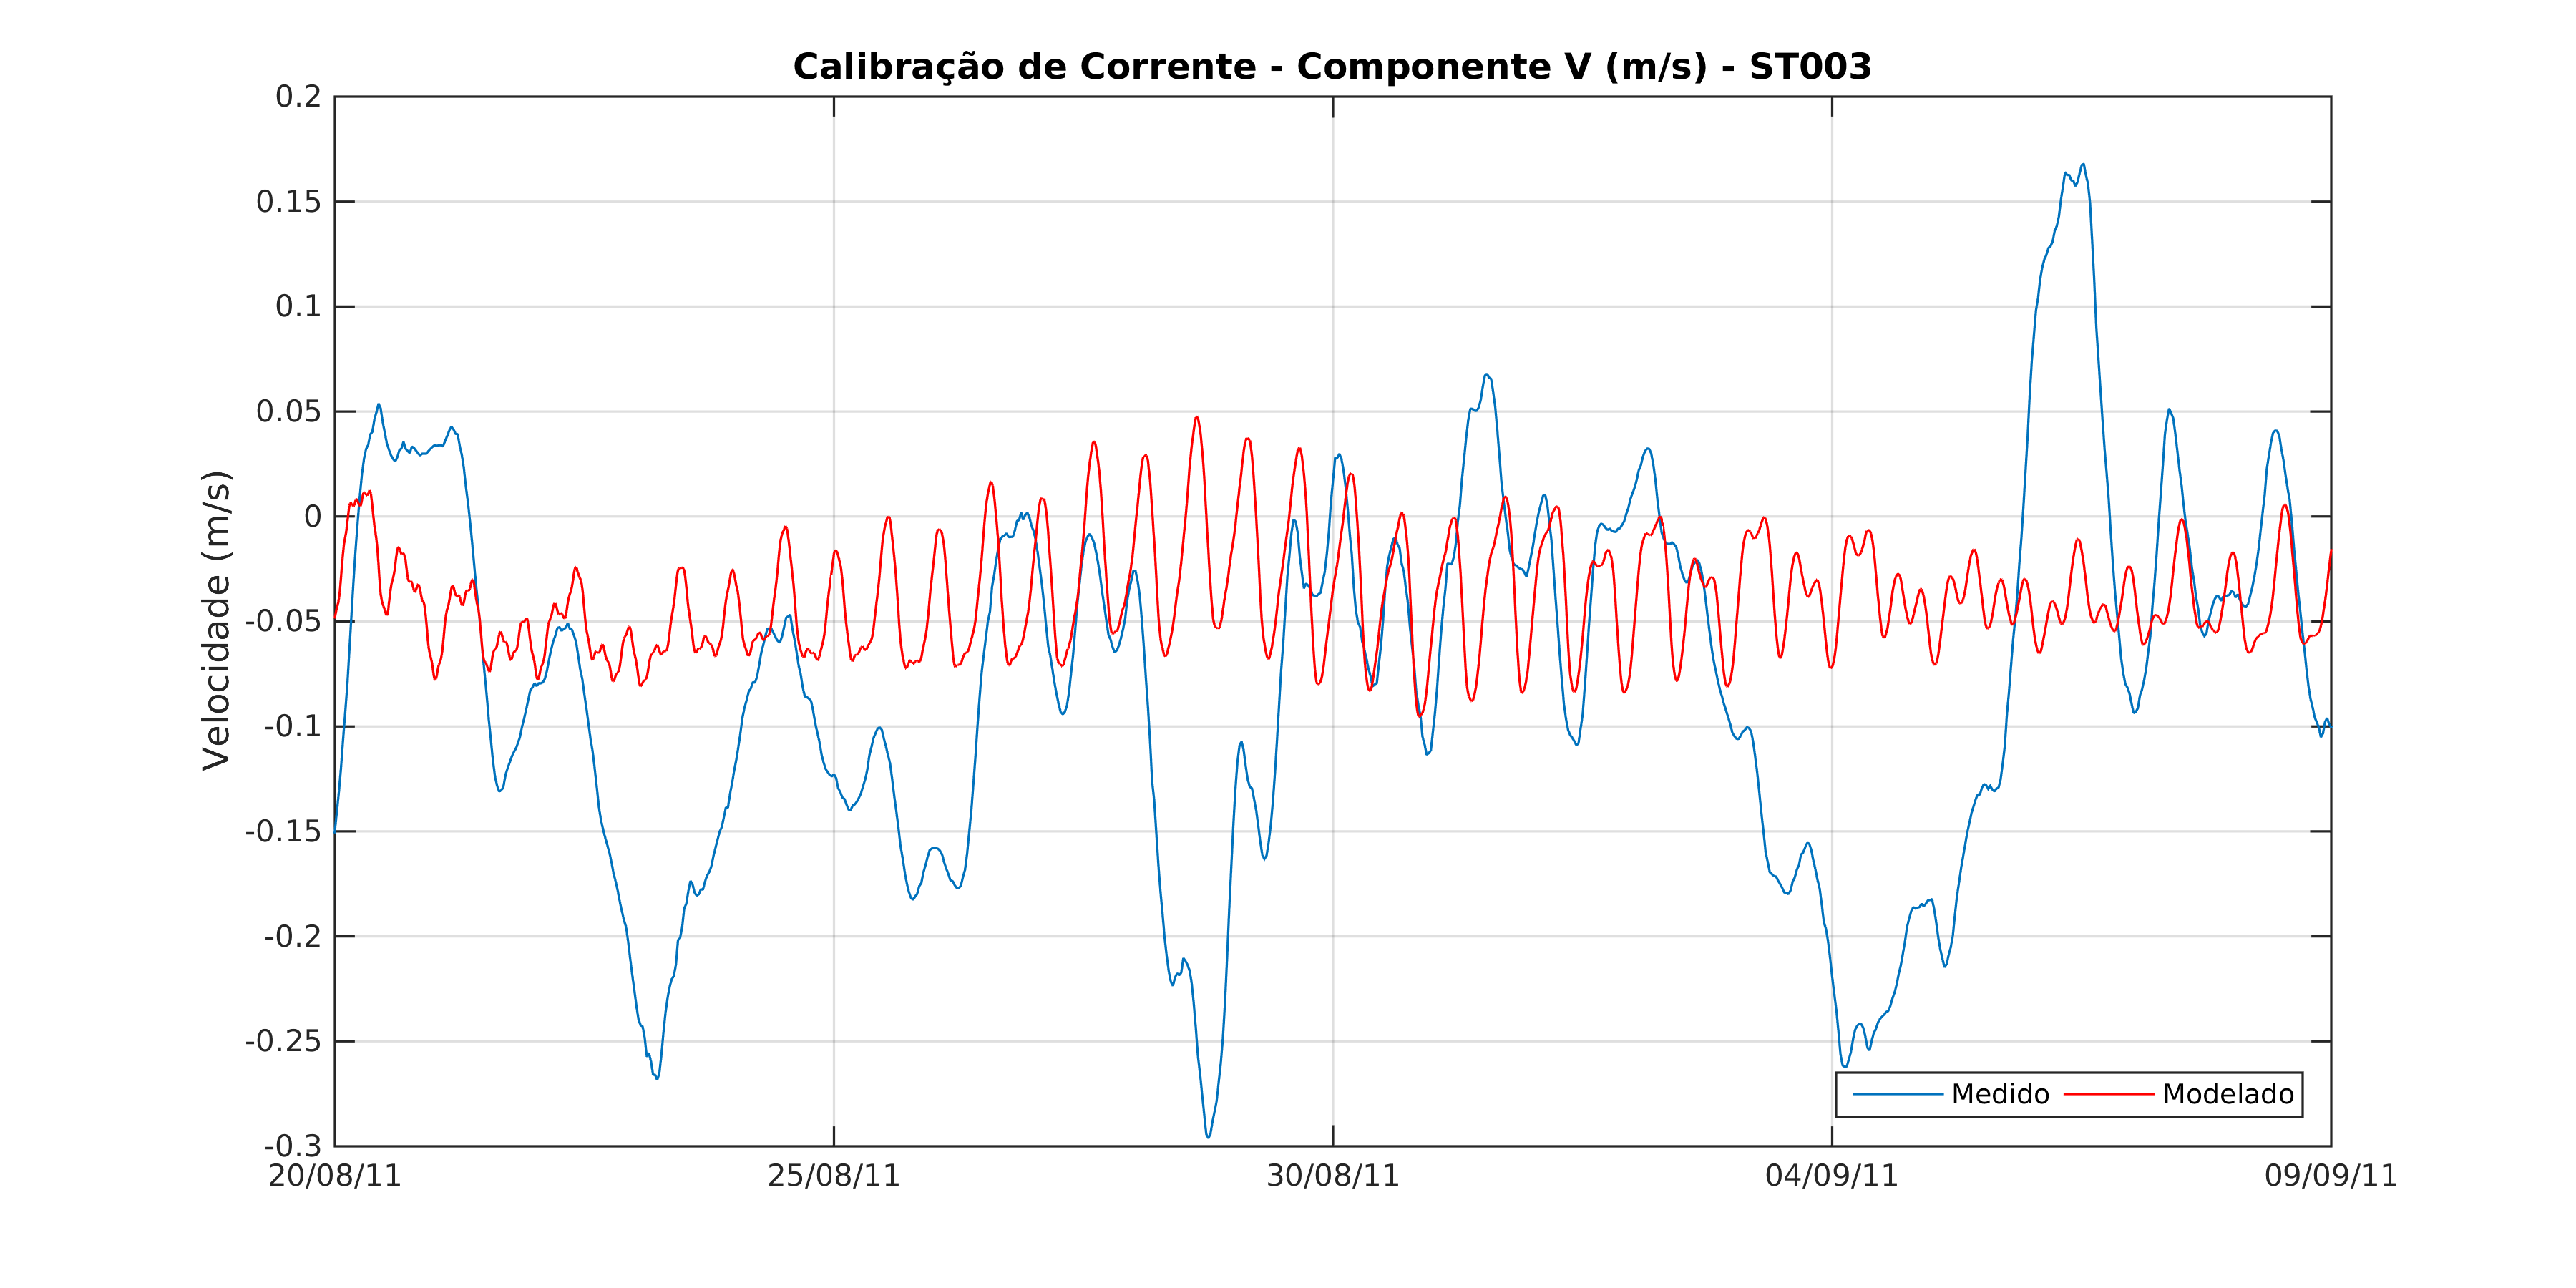 Calibração de Corrente - Componente V (m/s) - ST003
Velocidade (m/s)
0.2
0.15
0.1
0.05
0
-0.05
-0.1
-0.15
-0.2
-0.25
-0.3
20/08/11 25/08/11 30/08/11 04/09/11 09/09/11
Medido Modelado